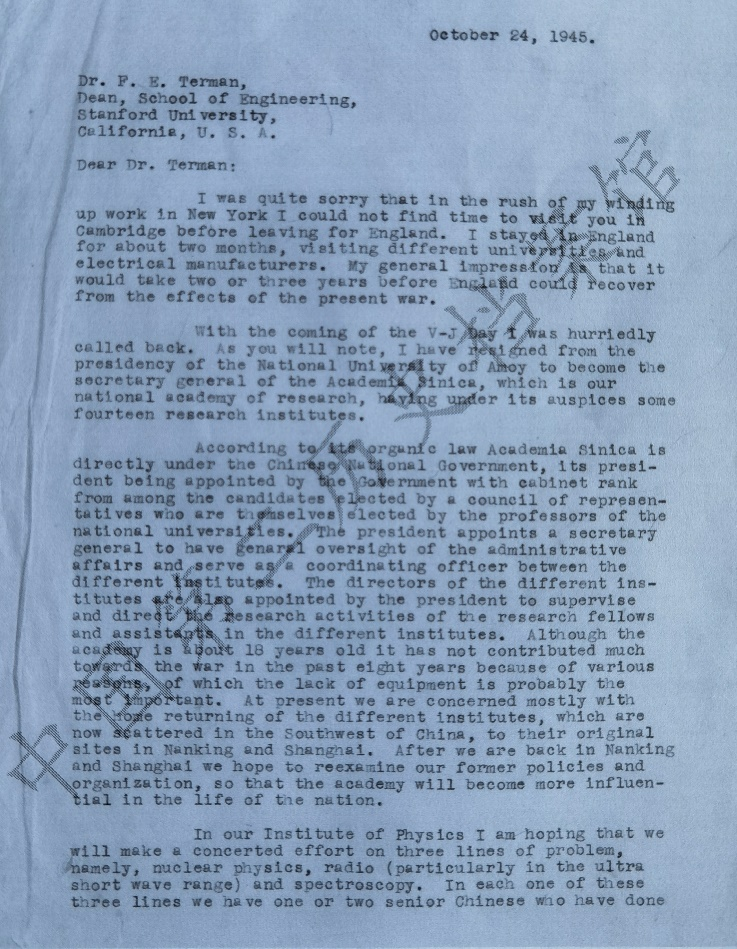 October 24, 1945.
Dr. F. E. Terman,
Dean, School of Engineering,
Stanford University,
California, U. S. A.
Dear Dr. Terman:
I was quite sorry that in the rush of my winding
up work in New York I could not find time to visit you in
Cambridge before leaving for England. I stayed in England
for about two months, visiting different universities and
electrical manufacturers. My general impression is that it
would take two or three years before England could recover
from the effects of the present war.
With the coming of the V-J Day I was hurriedly
called back. As you will note, I have resigned from the
presidency of the National University of Amoy to become the
secretary general of the Academia Sinica, which is our
national academy of research, having under its auspices some
fourteen research institutes.
According to its organic law Academia Sinica is
directly under the Chinese National Government, its presi-
dent being appointed by the Government with cabinet rank
from among the candidates elected by a council of represen-
tatives who are themselves elected by the professors of the
national universities. The president appoints a secretary
general to have genaral oversight of the administrative
affairs and serve as a coordinating officer between the
different institutes. The directors of the different ins-
titutes are also appointed by the president to supervise
and direct the research activities of the research fellows
and assistants in the different institutes. Although the
academy is about 18 years old it has not contributed much
towards the war in the past eight years because of various
reasons, of which the lack of equipment is probably the
most important. At present we are concerned mostly with
the home returning of the different institutes, which are
now scattered in the Southwest of China, to their original
sites in Nanking and Shanghai. After we are back in Nanking
and Shanghai we hope to reexamine our former policies and
organization, so that the academy will become more influen-
tial in the life of the nation.
In our Institute of Physics I am hoping that we
will make a concerted effort on three lines of problem,
namely, nuclear physics, radio (particularly in the ultra
short wave range) and spectroscopy. In each one of these
three lines we have one or two senior Chinese who have done
中国第二历史档案馆